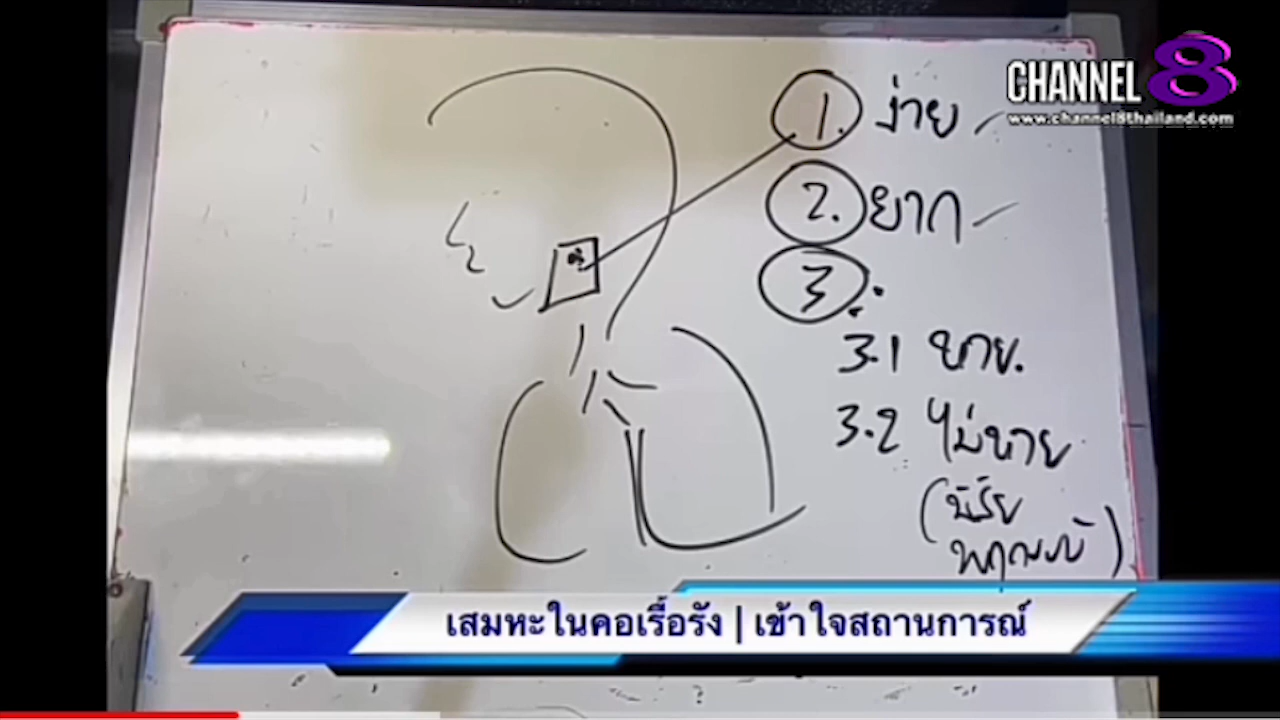 CHANNEL 8
www.channel8thailand.com
1. ง่าย
2. ยาก
3.
3.1 หาย.
3.2 ไม่หาย
เสมหะในคอเรื้อรัง | เข้าใจสถานการณ์